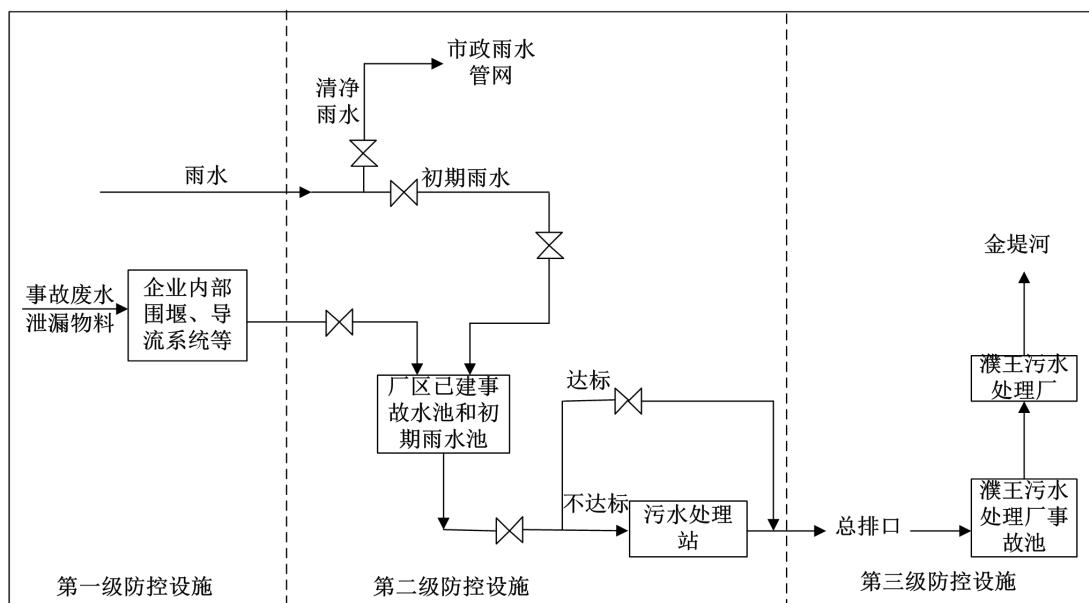 市政雨水
管网
清净
雨水
雨水
初期雨水
事故废水
泄漏物料
企业内部
围堰、导
流系统等
厂区已建事
故水池和初
期雨水池
达标
不达标
污水处理
站
总排口
金堤河
濮王污水
处理厂
濮王污水
处理厂事
故池
第一级防控设施
第二级防控设施
第三级防控设施